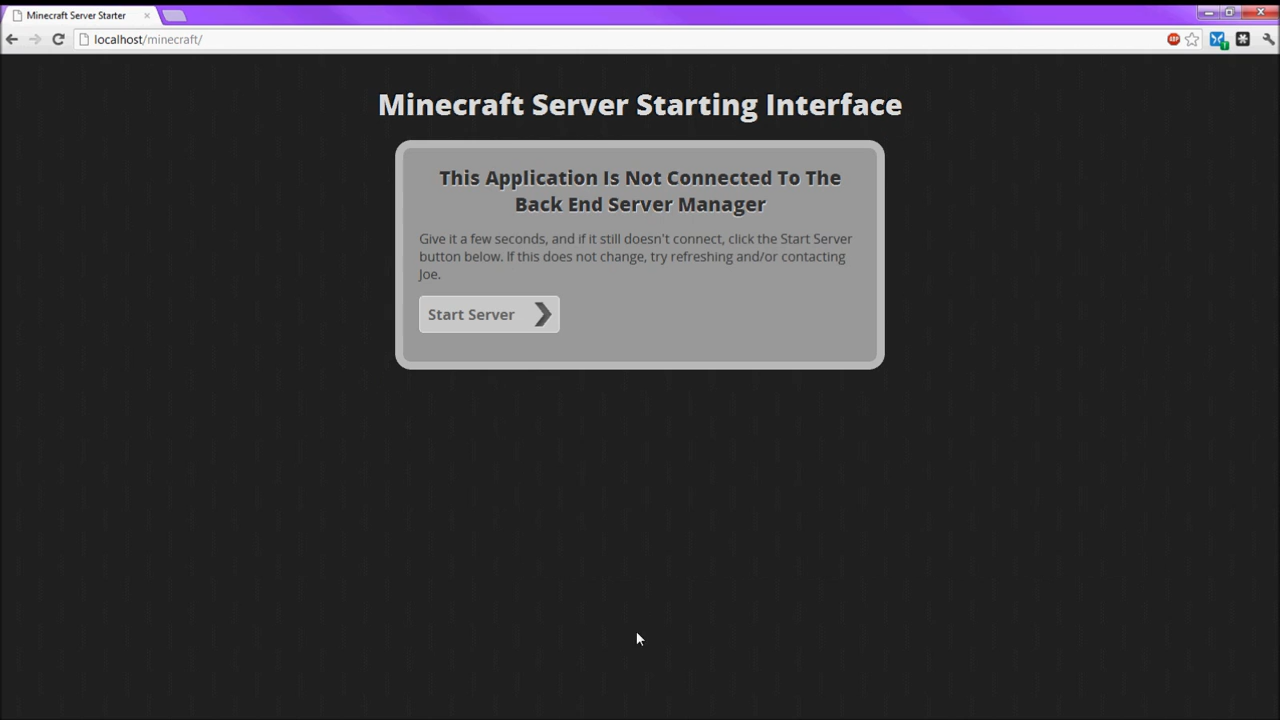 Minecraft Server Starter
localhost/minecraft/
ABP
1
Minecraft Server Starting Interface
This Application Is Not Connected To The
Back End Server Manager
Give it a few seconds, and if it still doesn't connect, click the Start Server
button below. If this does not change, try refreshing and/or contacting
Joe.
Start Server